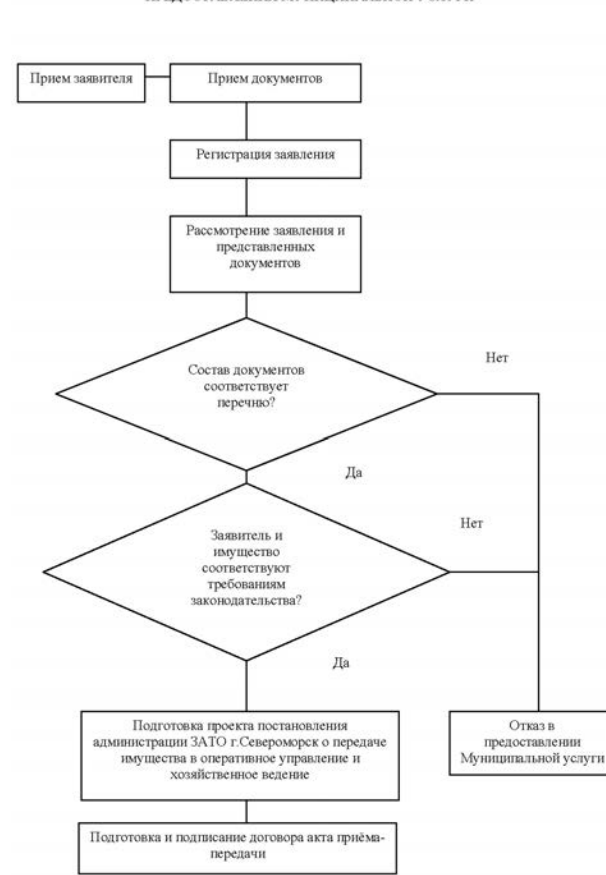 Прием заявителя
Прием документов
Регистрация заявления
Рассмотрение заявления и
представленных
документов
Состав документов
соответствует
перечню?
Нет
Да
Заявитель и
имущество
соответствуют
требованиям
законодательства?
Нет
Да
Подготовка проекта постановления
администрации ЗАТО г.Североморск о передаче
имущества в оперативное управление и
хозяйственное ведение
Отказ в
предоставлении
Муниципальной услуги
Подготовка и подписание договора акта приёма-
передачи